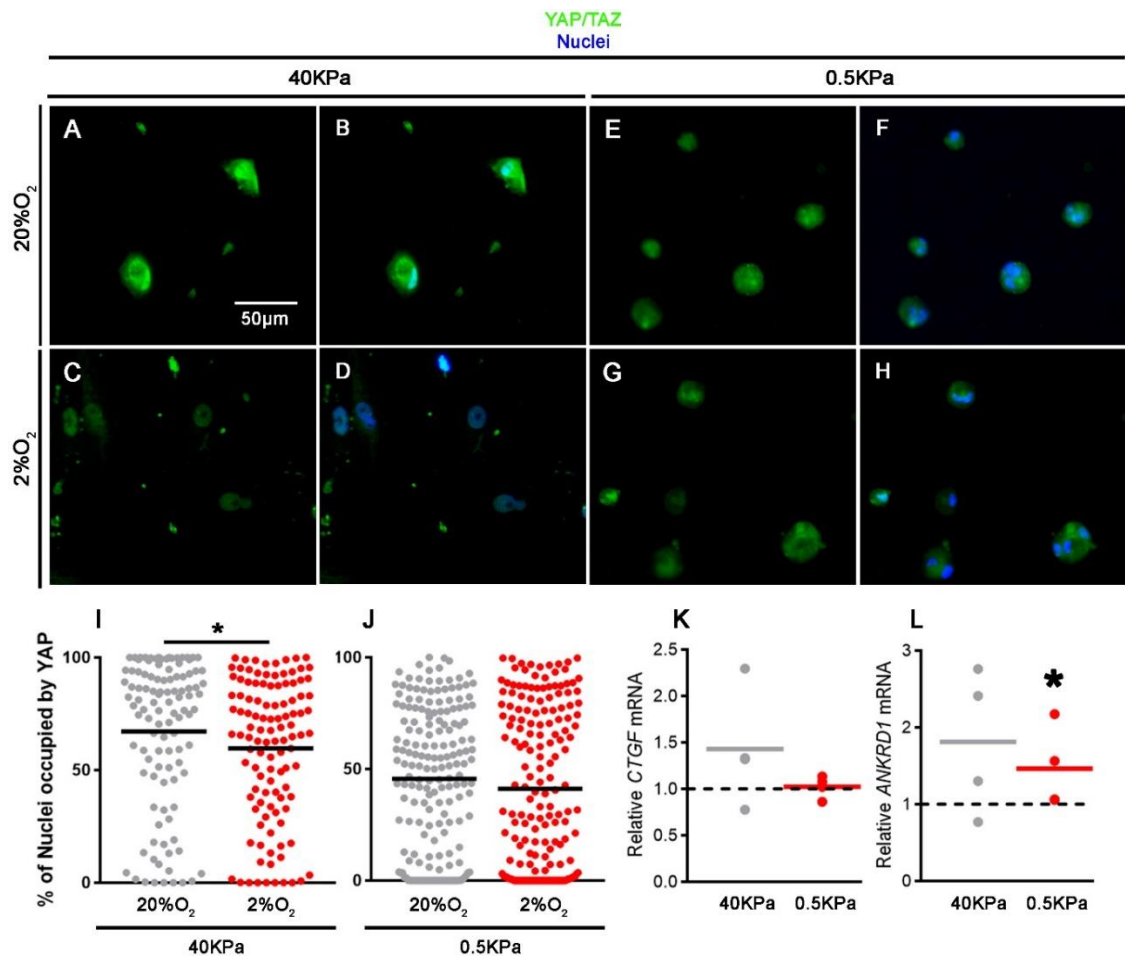 YAP/TAZ
Nuclei
40KPa
0.5KPa
20%O2
A
B
E
F
50µm
2%O2
C
D
G
H
I
J
K
L
*
*
% of Nuclei occupied by YAP
100
50
0
20%O2
2%O2
40KPa
100
50
0
20%O2
2%O2
0.5KPa
Relative CTGF mRNA
2.5
2.0
1.5
1.0
0.5
0.0
40KPa
0.5KPa
Relative ANKRD1 mRNA
3
2
1
0
40KPa
0.5KPa